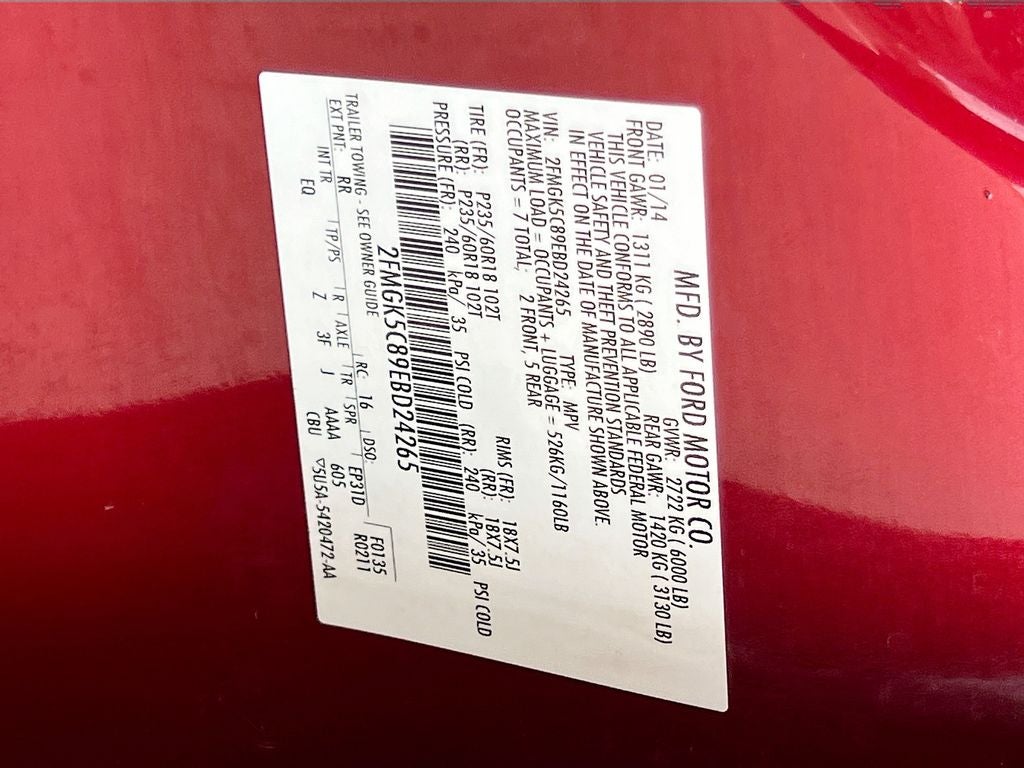 MFD. BY FORD MOTOR CO.
DATE: 01/14 GVWR: 2722 KG ( 6000 LB)
FRONT GAWR: 1311 KG ( 2890 LB) REAR GAWR: 1420 KG ( 3130 LB)
THIS VEHICLE CONFORMS TO ALL APPLICABLE FEDERAL MOTOR
VEHICLE SAFETY AND THEFT PREVENTION STANDARDS
IN EFFECT ON THE DATE OF MANUFACTURE SHOWN ABOVE.
VIN: 2FMGK5C89EBD24265 TYPE: MPV
MAXIMUM LOAD = OCCUPANTS + LUGGAGE = 526KG/1160LB
OCCUPANTS = 7 TOTAL; 2 FRONT, 5 REAR
TIRE (FR): P235/60R18 102T RIMS (FR): 18X7.5J
(RR): P235/60R18 102T (RR): 18X7.5J
PRESSURE (FR): 240 kPa/ 35 PSI COLD (RR): 240 kPa/ 35 PSI COLD
2FMGK5C89EBD24265
TRAILER TOWING - SEE OWNER GUIDE F0135
EXT PNT: RR RC: 16 DSO: EP31D R0211
INT TR TP/PS R AXLE TR SPR 605
EQ Z 3F J AAAA CBU ▽5U5A-5420472-AA